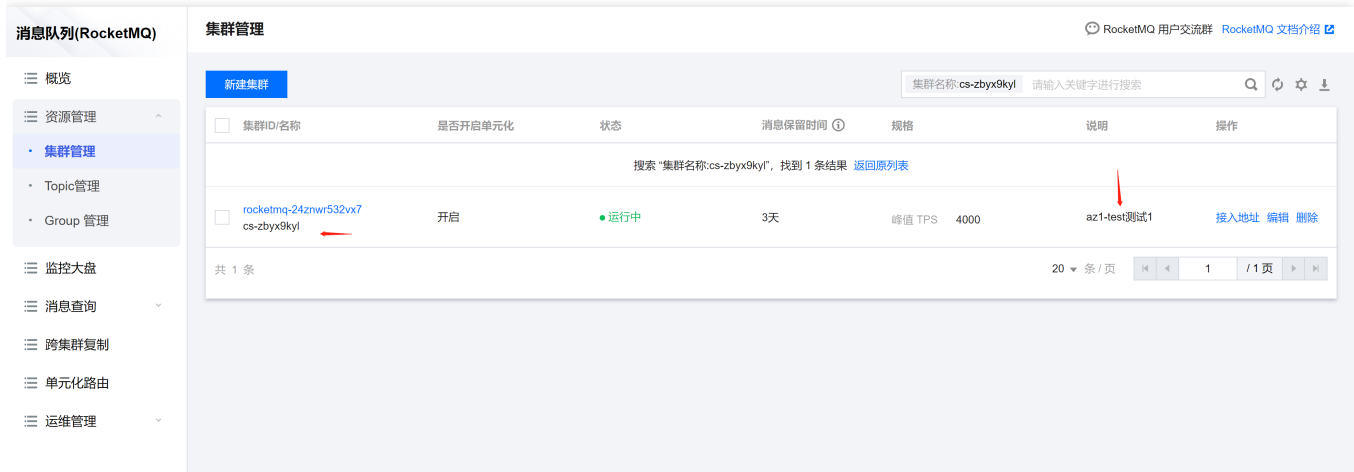 消息队列(RocketMQ)
集群管理
RocketMQ 用户交流群 RocketMQ 文档介绍
概览
资源管理
集群管理
Topic管理
Group 管理
监控大盘
消息查询
跨集群复制
单元化路由
运维管理
新建集群
集群名称:cs-zbyx9kyl 请输入关键字进行搜索
集群ID/名称 是否开启单元化 状态 消息保留时间 规格 说明 操作
搜索 “集群名称:cs-zbyx9kyl”，找到 1 条结果 返回原列表
rocketmq-24znwr532vx7
cs-zbyx9kyl
开启 运行中 3天 峰值 TPS 4000 az1-test测试1 接入地址 编辑 删除
共 1 条 20 条 / 页 1 / 1 页